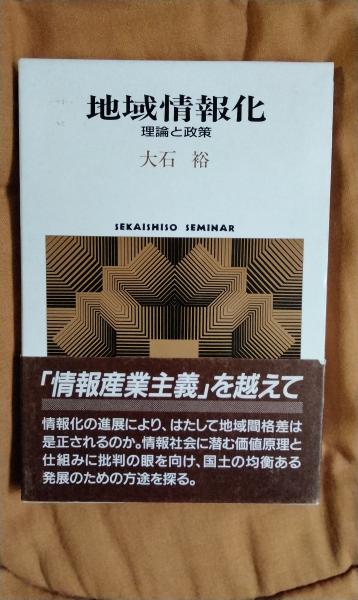 地域情報化
理論と政策
大石 裕
SEKAISHISO SEMINAR
「情報産業主義」を越えて
情報化の進展により、はたして地域間格差は
是正されるのか。情報社会に潜む価値原理と
仕組みに批判の眼を向け、国土の均衡ある
発展のための方途を探る。